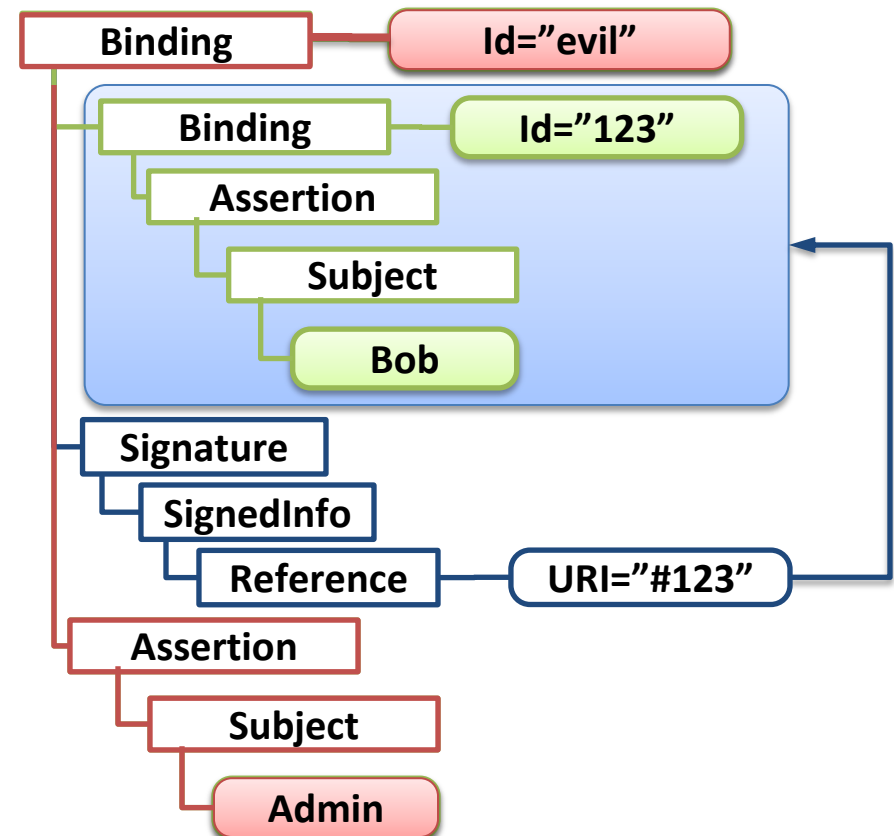 Binding Id=”evil”
Binding Id=”123”
Assertion
Subject
Bob
Signature
SignedInfo
Reference URI=”#123”
Assertion
Subject
Admin